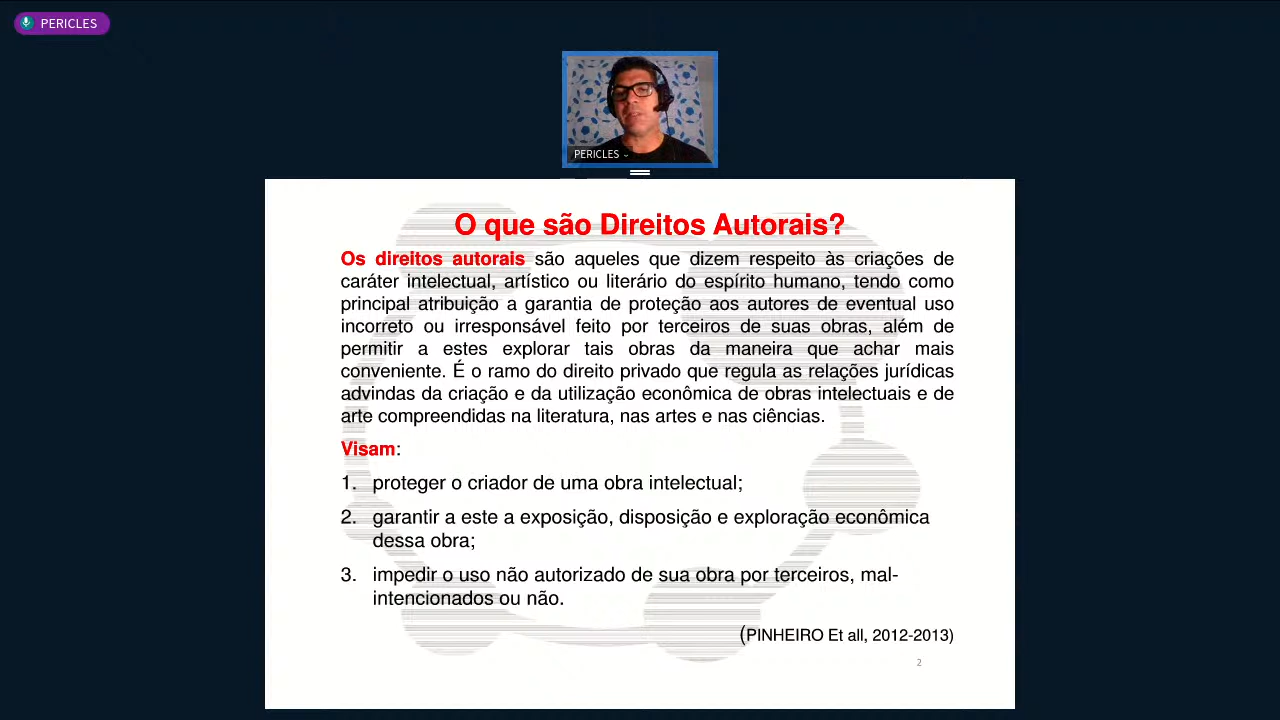 PERICLES
PERICLES
O que são Direitos Autorais?
Os direitos autorais são aqueles que dizem respeito às criações de
caráter intelectual, artístico ou literário do espírito humano, tendo como
principal atribuição a garantia de proteção aos autores de eventual uso
incorreto ou irresponsável feito por terceiros de suas obras, além de
permitir a estes explorar tais obras da maneira que achar mais
conveniente. É o ramo do direito privado que regula as relações jurídicas
advindas da criação e da utilização econômica de obras intelectuais e de
arte compreendidas na literatura, nas artes e nas ciências.
Visam:
1. proteger o criador de uma obra intelectual;
2. garantir a este a exposição, disposição e exploração econômica
dessa obra;
3. impedir o uso não autorizado de sua obra por terceiros, mal-
intencionados ou não.
(PINHEIRO Et all, 2012-2013)
2